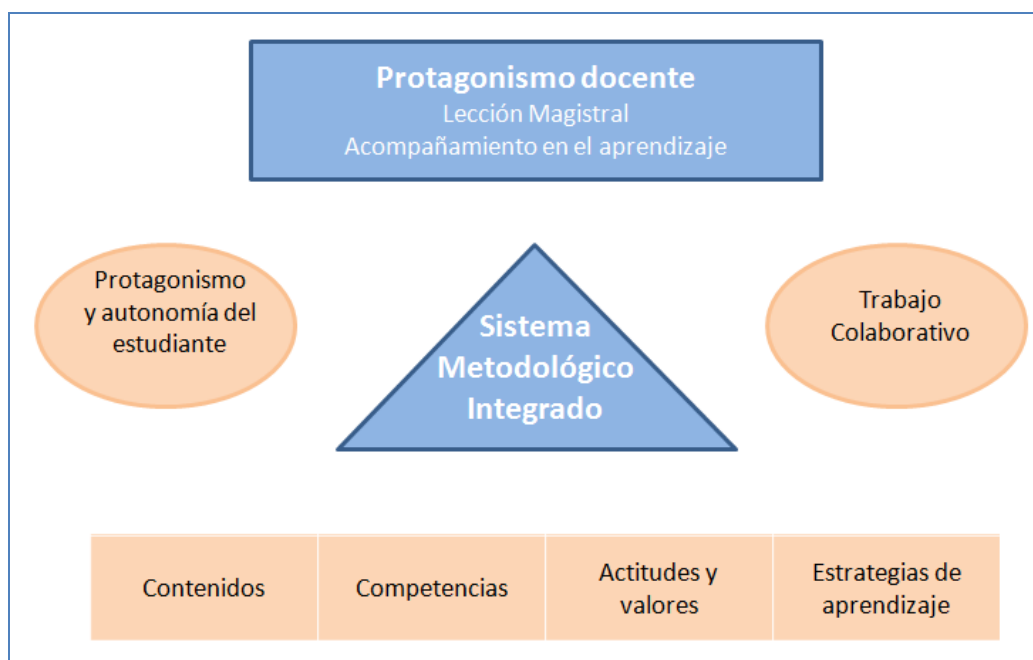 Protagonismo docente
Lección Magistral
Acompañamiento en el aprendizaje
Protagonismo
y autonomía del
estudiante
Sistema
Metodológico
Integrado
Trabajo
Colaborativo
Contenidos
Competencias
Actitudes y
valores
Estrategias de
aprendizaje